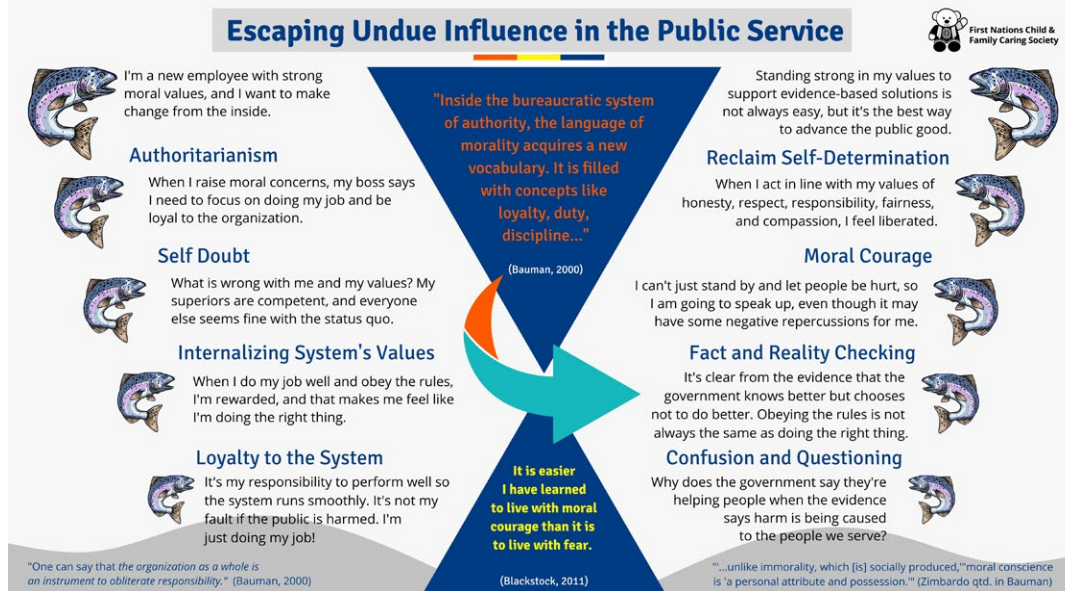 Escaping Undue Influence in the Public Service
First Nations Child &
Family Caring Society
I'm a new employee with strong
moral values, and I want to make
change from the inside.
Authoritarianism
When I raise moral concerns, my boss says
I need to focus on doing my job and be
loyal to the organization.
Self Doubt
What is wrong with me and my values? My
superiors are competent, and everyone
else seems fine with the status quo.
Internalizing System's Values
When I do my job well and obey the rules,
I'm rewarded, and that makes me feel like
I'm doing the right thing.
Loyalty to the System
It's my responsibility to perform well so
the system runs smoothly. It's not my
fault if the public is harmed. I'm
just doing my job!
"One can say that the organization as a whole is
an instrument to obliterate responsibility." (Bauman, 2000)
"Inside the bureaucratic system
of authority, the language of
morality acquires a new
vocabulary. It is filled
with concepts like
loyalty, duty,
discipline..."
(Bauman, 2000)
It is easier
I have learned
to live with moral
courage than it is
to live with fear.
(Blackstock, 2011)
Standing strong in my values to
support evidence-based solutions is
not always easy, but it's the best way
to advance the public good.
Reclaim Self-Determination
When I act in line with my values of
honesty, respect, responsibility, fairness,
and compassion, I feel liberated.
Moral Courage
I can't just stand by and let people be hurt, so
I am going to speak up, even though it may
have some negative repercussions for me.
Fact and Reality Checking
It's clear from the evidence that the
government knows better but chooses
not to do better. Obeying the rules is not
always the same as doing the right thing.
Confusion and Questioning
Why does the government say they're
helping people when the evidence
says harm is being caused
to the people we serve?
"'...unlike immorality, which [is] socially produced,'"moral conscience
is 'a personal attribute and possession.'" (Zimbardo qtd. in Bauman)